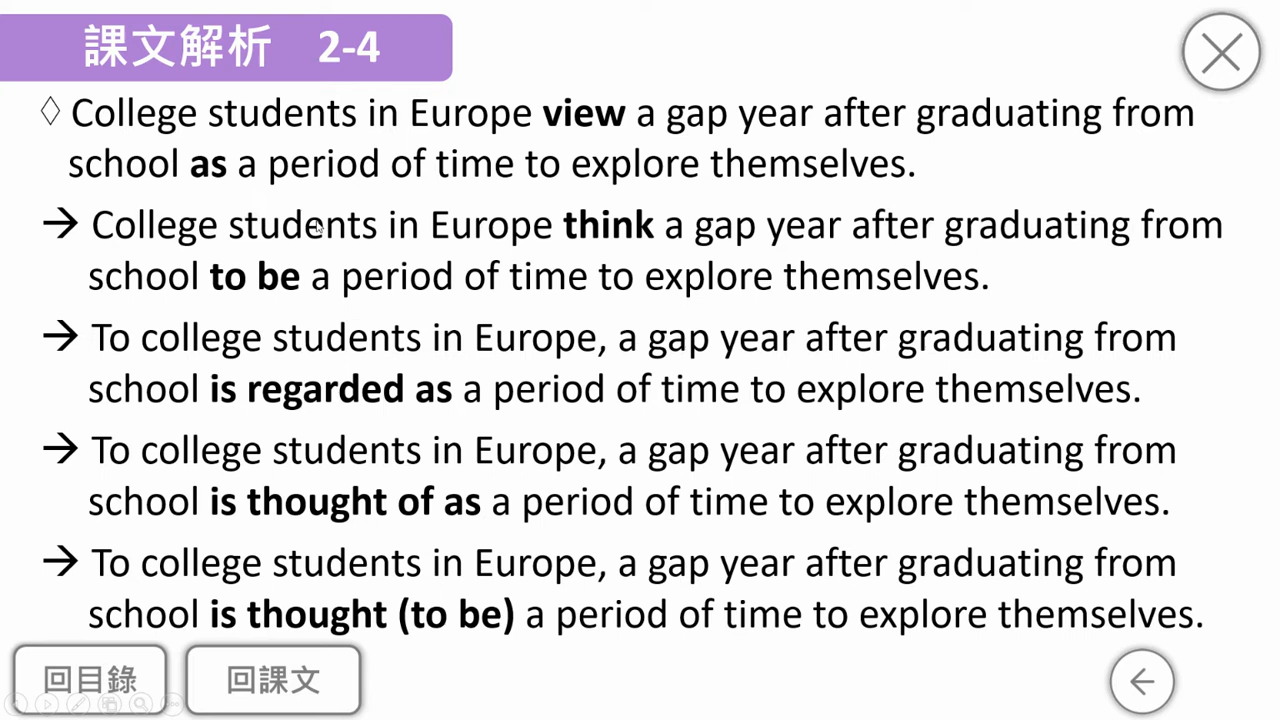 課文解析 2-4
◊ College students in Europe view a gap year after graduating from
school as a period of time to explore themselves.
→ College students in Europe think a gap year after graduating from
school to be a period of time to explore themselves.
→ To college students in Europe, a gap year after graduating from
school is regarded as a period of time to explore themselves.
→ To college students in Europe, a gap year after graduating from
school is thought of as a period of time to explore themselves.
→ To college students in Europe, a gap year after graduating from
school is thought (to be) a period of time to explore themselves.
回目錄
回課文